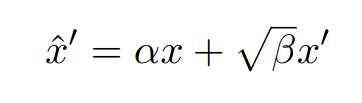 x̂′ = αx + √β̅x′